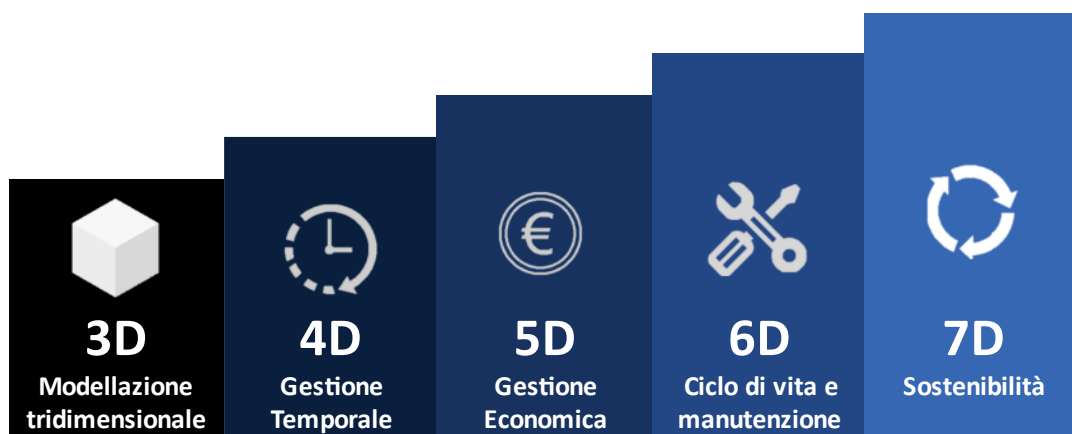 3D
Modellazione
tridimensionale
4D
Gestione
Temporale
€
5D
Gestione
Economica
6D
Ciclo di vita e
manutenzione
7D
Sostenibilità